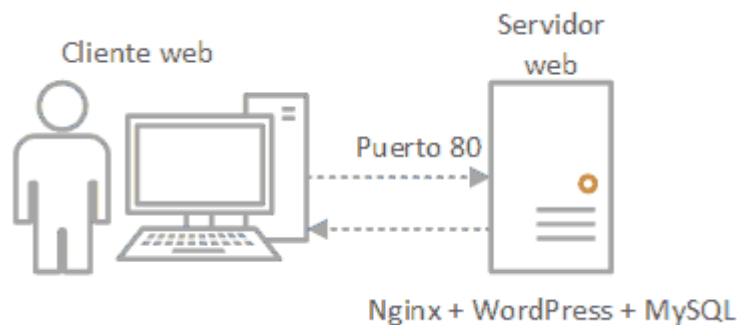 Cliente web
Servidor
web
Puerto 80
Nginx + WordPress + MySQL